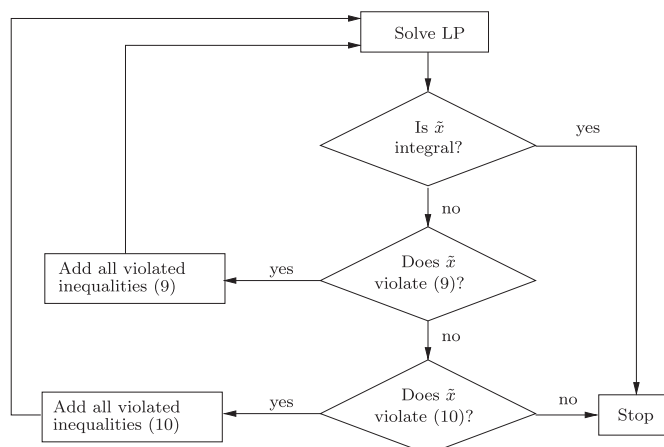 Solve LP
Is x̃
integral?
yes
no
Does x̃
violate (9)?
yes
Add all violated
inequalities (9)
no
Does x̃
violate (10)?
yes
no
Add all violated
inequalities (10)
Stop